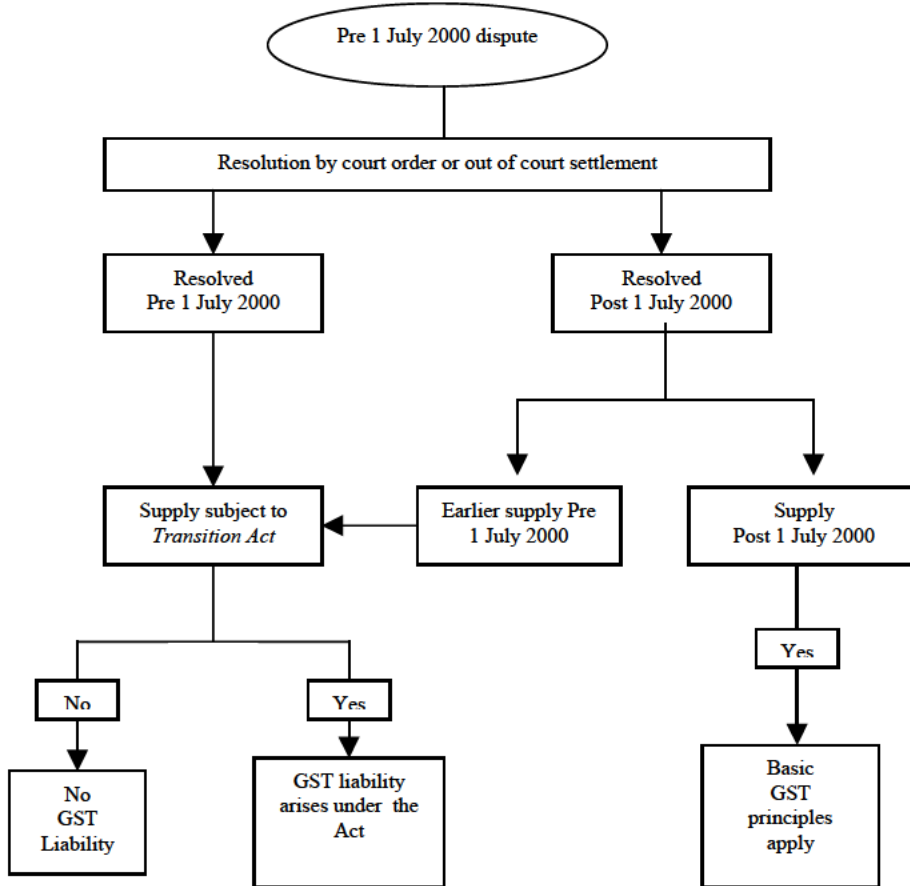 Pre 1 July 2000 dispute
Resolution by court order or out of court settlement
Resolved
Pre 1 July 2000
Resolved
Post 1 July 2000
Supply subject to
Transition Act
Earlier supply Pre
1 July 2000
Supply
Post 1 July 2000
Yes
No
Yes
No
GST
Liability
GST liability
arises under the
Act
Basic
GST
principles
apply